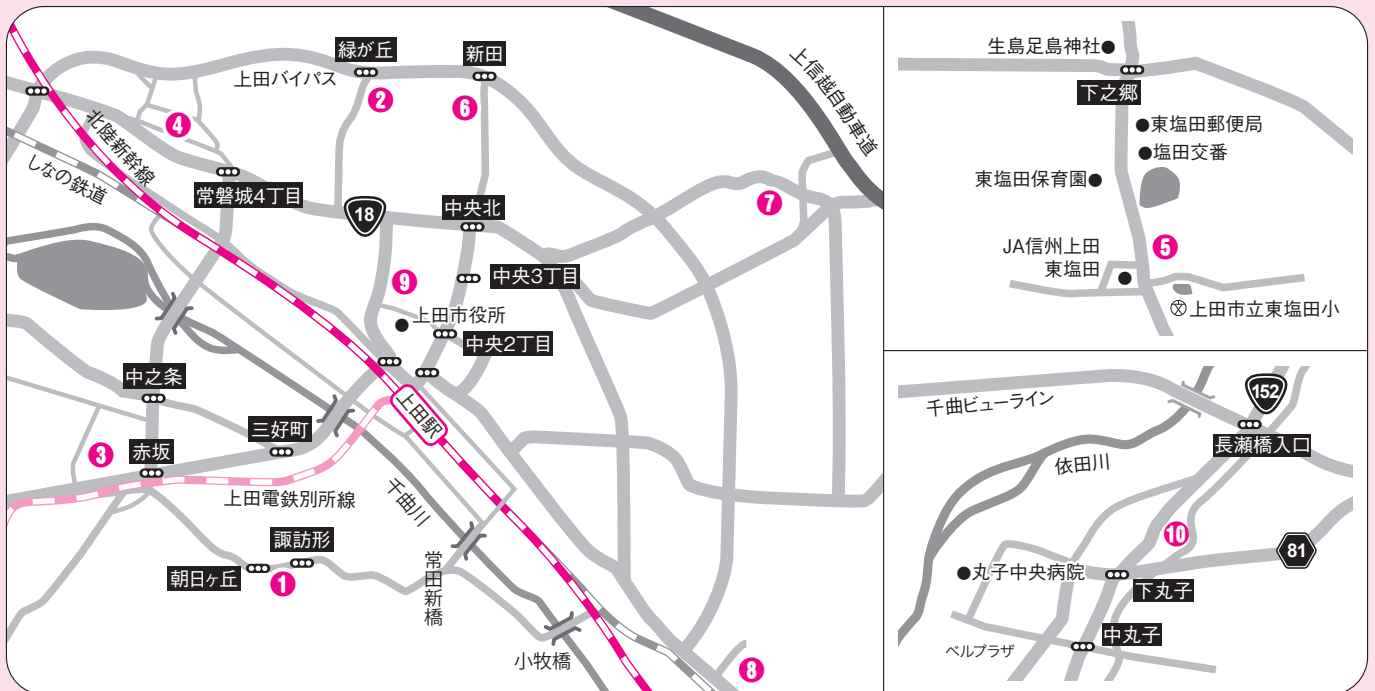 緑が丘
新田
上田バイパス
上信越自動車道
2
6
4
北陸新幹線
しなの鉄道
常磐城4丁目
18
中央北
7
9
中央3丁目
上田市役所
中央2丁目
中之条
上田駅
三好町
3
赤坂
上田電鉄別所線
千曲川
諏訪形
朝日ヶ丘
1
常田新橋
小牧橋
8
生島足島神社
下之郷
東塩田郵便局
塩田交番
東塩田保育園
5
JA信州上田
東塩田
文
上田市立東塩田小
千曲ビューライン
152
長瀬橋入口
依田川
10
81
丸子中央病院
下丸子
中丸子
ベルプラザ